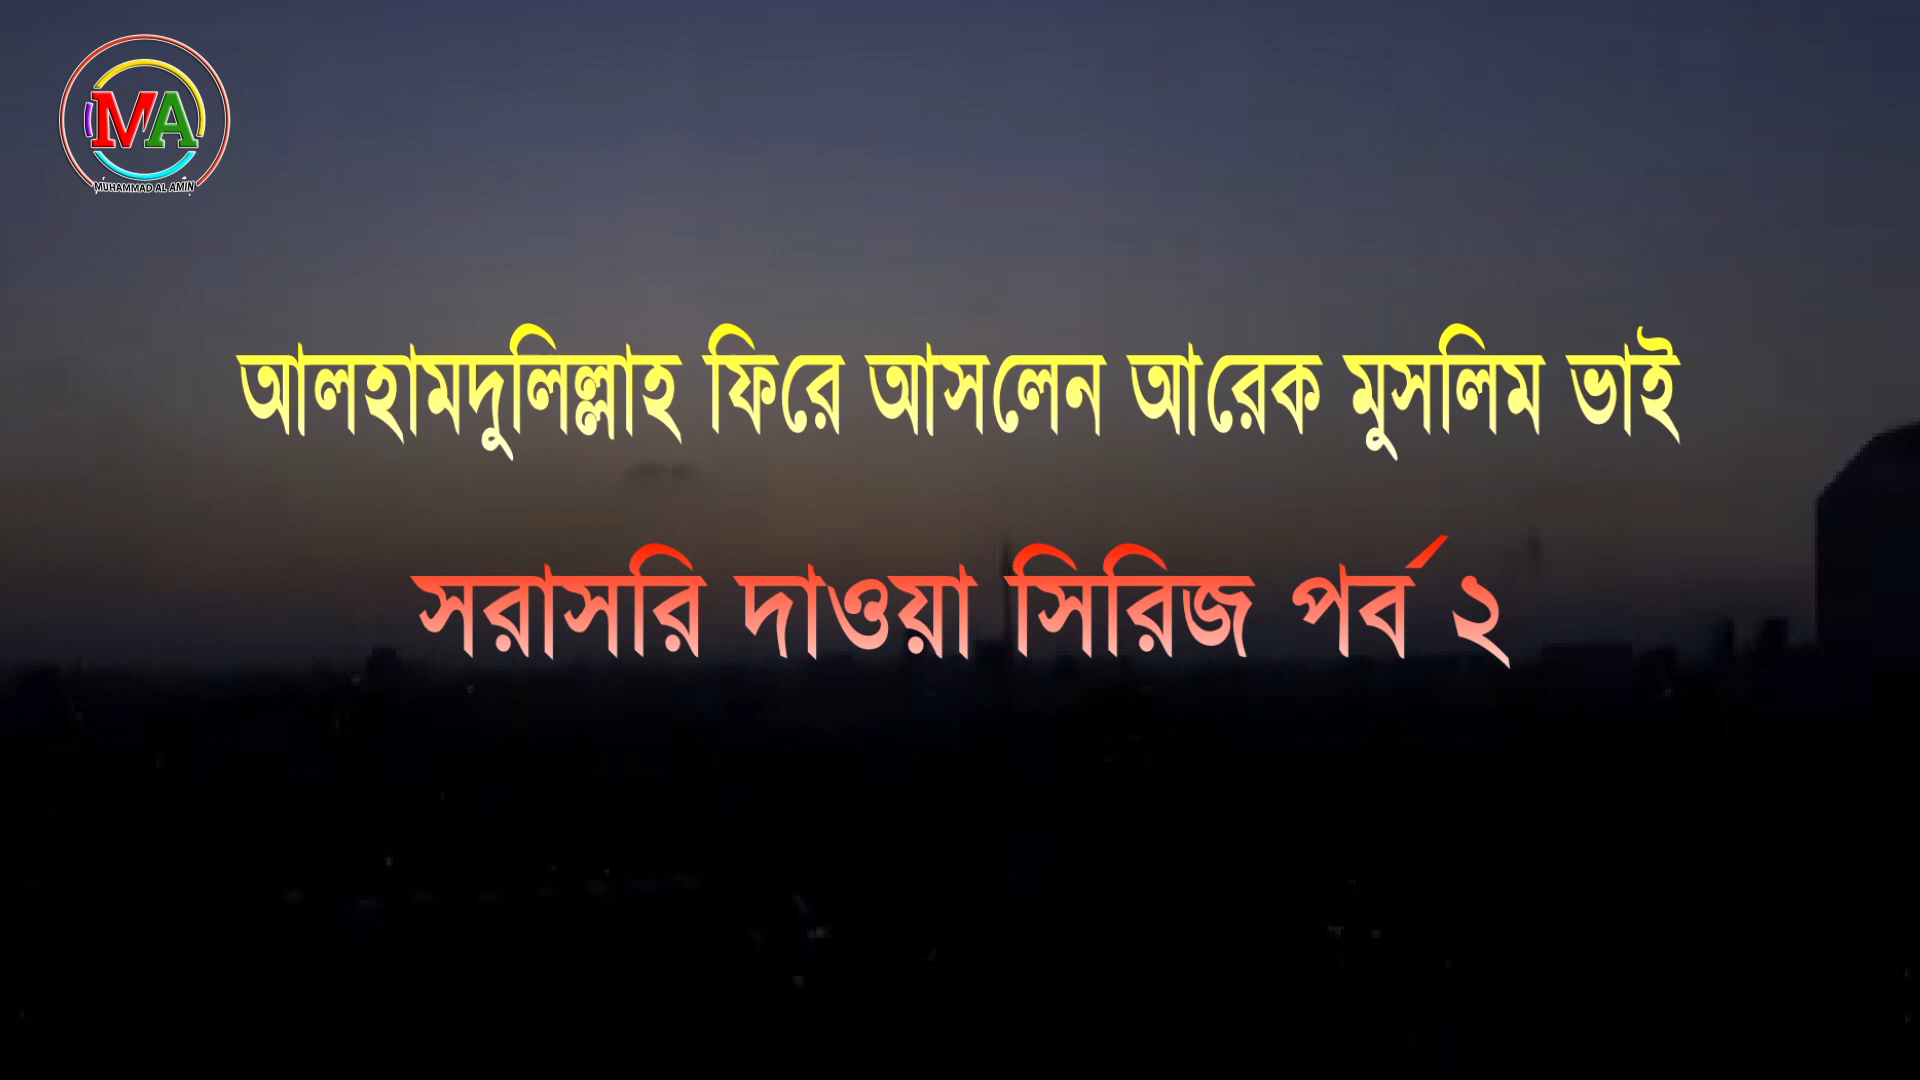 MA
MUHAMMAD AL AMIN
আলহামদুলিল্লাহ ফিরে আসলেন আরেক মুসলিম ভাই
সরাসরি দাওয়া সিরিজ পর্ব ২